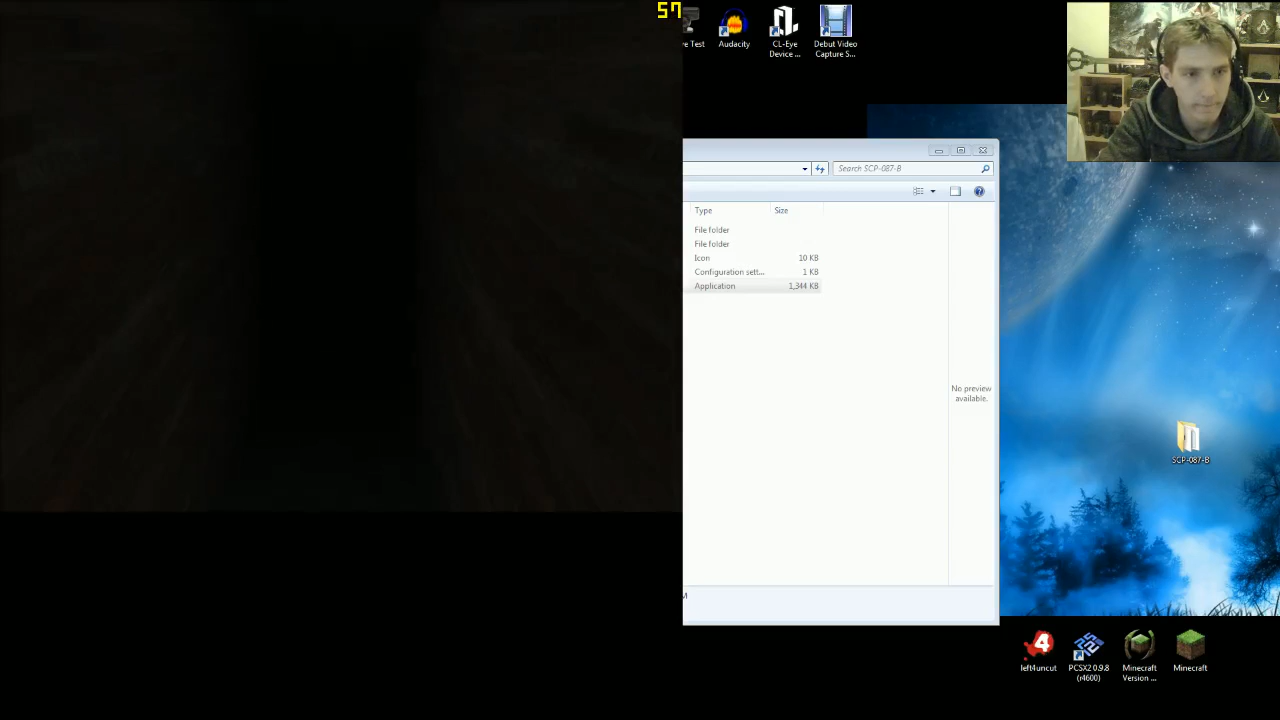 57
ve Test
Audacity
CL-Eye
Device ...
Debut Video
Capture S...
Search SCP-087-B
Type
Size
File folder
File folder
Icon
10 KB
Configuration sett...
1 KB
Application
1,344 KB
No preview
available.
SCP-087-B
M
left4uncut
PCSX2 0.9.8
(r4600)
Minecraft
Version ...
Minecraft